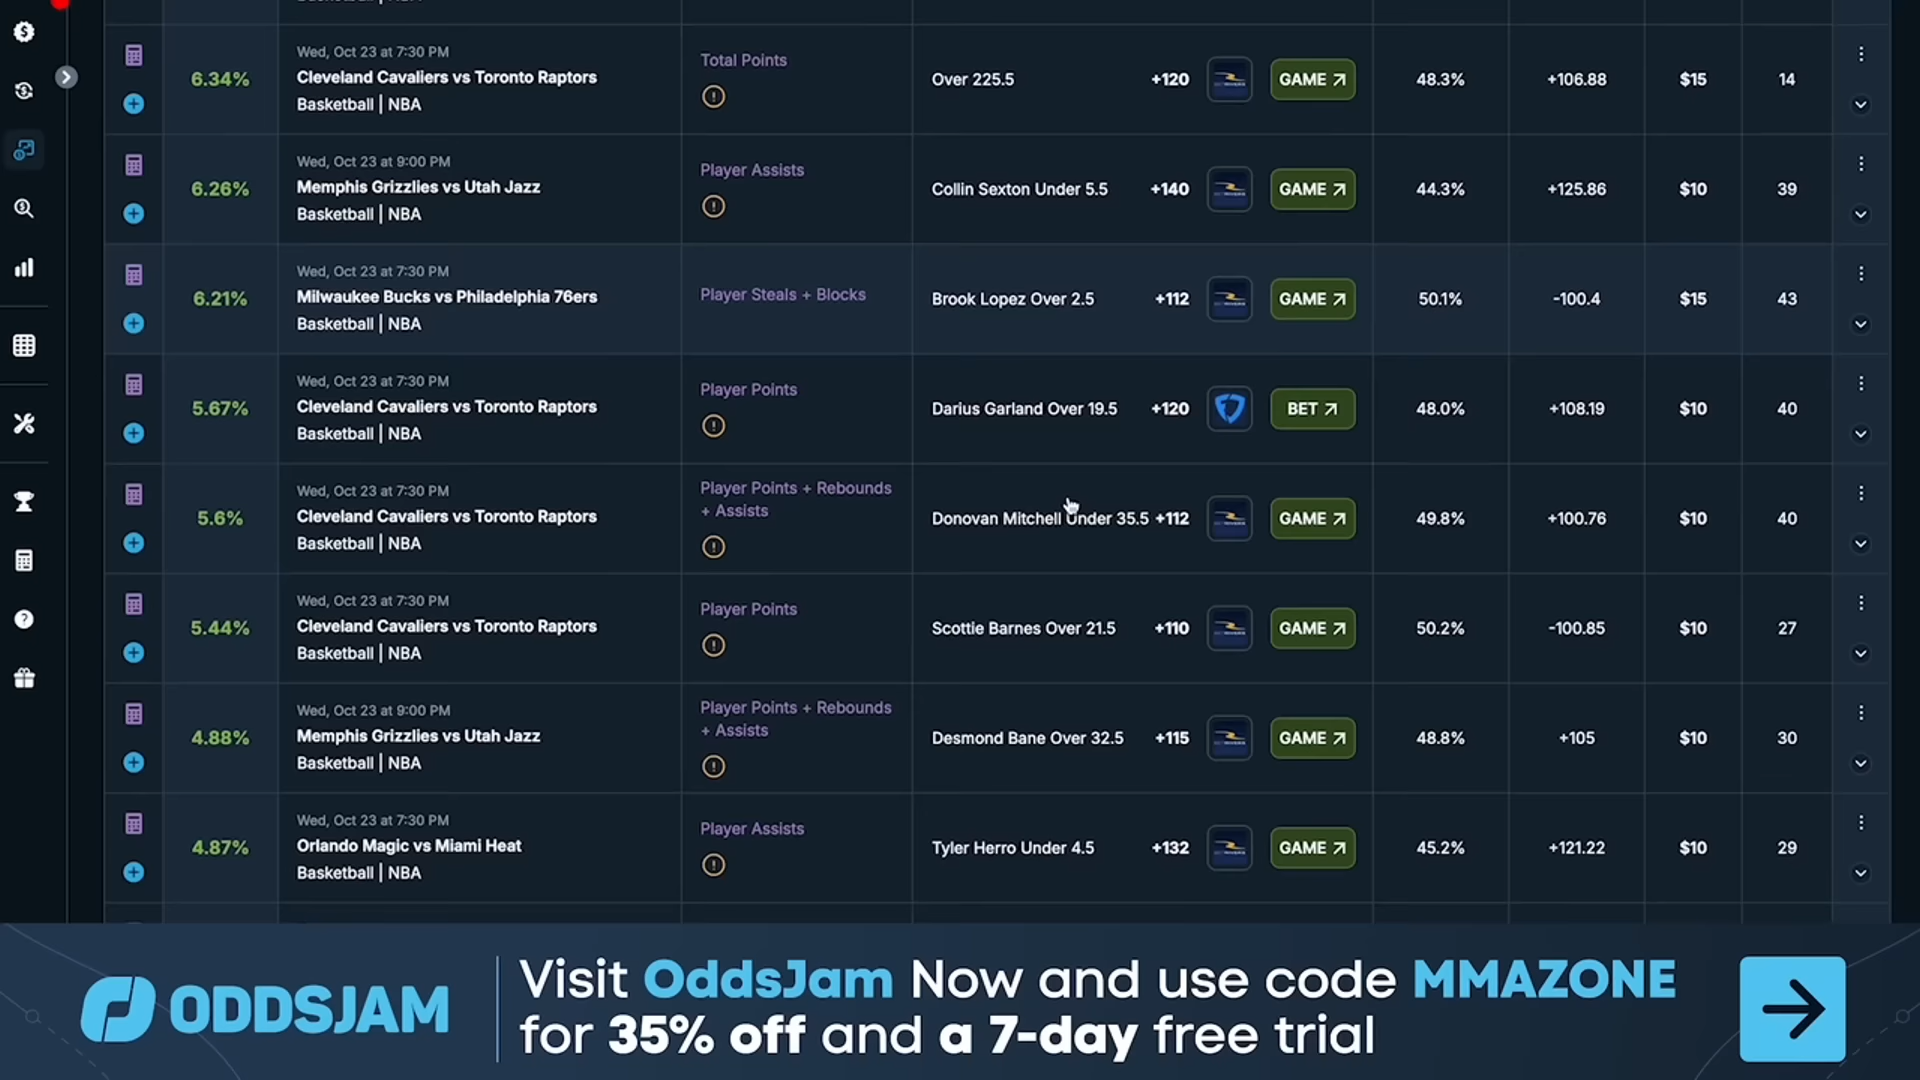 Wed, Oct 23 at 7:30 PM
6.34% Cleveland Cavaliers vs Toronto Raptors Total Points Over 225.5 +120 GAME 48.3% +106.88 $15 14
Basketball | NBA
Wed, Oct 23 at 9:00 PM
6.26% Memphis Grizzlies vs Utah Jazz Player Assists Collin Sexton Under 5.5 +140 GAME 44.3% +125.86 $10 39
Basketball | NBA
Wed, Oct 23 at 7:30 PM
6.21% Milwaukee Bucks vs Philadelphia 76ers Player Steals + Blocks Brook Lopez Over 2.5 +112 GAME 50.1% -100.4 $15 43
Basketball | NBA
Wed, Oct 23 at 7:30 PM
5.67% Cleveland Cavaliers vs Toronto Raptors Player Points Darius Garland Over 19.5 +120 BET 48.0% +108.19 $10 40
Basketball | NBA
Wed, Oct 23 at 7:30 PM Player Points + Rebounds
5.6% Cleveland Cavaliers vs Toronto Raptors + Assists Donovan Mitchell Under 35.5 +112 GAME 49.8% +100.76 $10 40
Basketball | NBA
Wed, Oct 23 at 7:30 PM
5.44% Cleveland Cavaliers vs Toronto Raptors Player Points Scottie Barnes Over 21.5 +110 GAME 50.2% -100.85 $10 27
Basketball | NBA
Wed, Oct 23 at 9:00 PM Player Points + Rebounds
4.88% Memphis Grizzlies vs Utah Jazz + Assists Desmond Bane Over 32.5 +115 GAME 48.8% +105 $10 30
Basketball | NBA
Wed, Oct 23 at 7:30 PM
4.87% Orlando Magic vs Miami Heat Player Assists Tyler Herro Under 4.5 +132 GAME 45.2% +121.22 $10 29
Basketball | NBA
ODDSJAM
Visit OddsJam Now and use code MMAZONE
for 35% off and a 7-day free trial